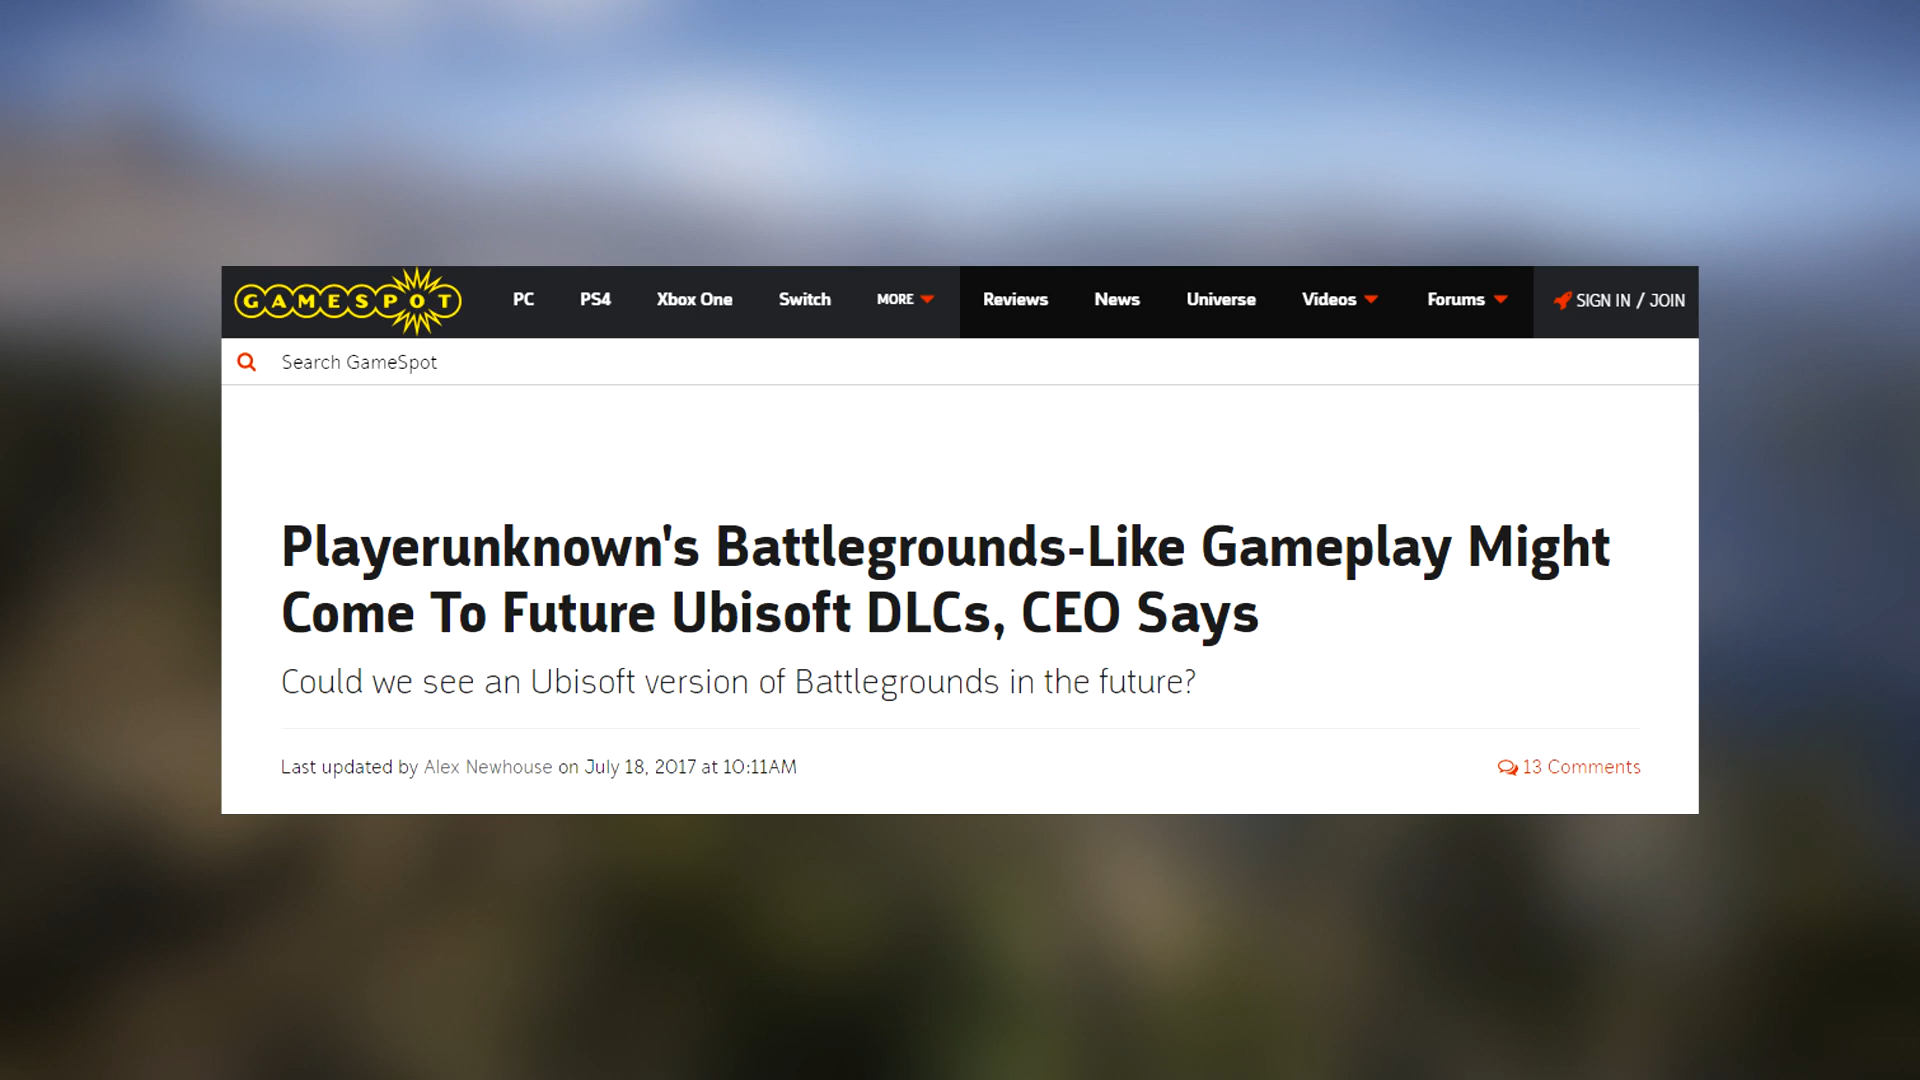 GAMESPOT PC PS4 Xbox One Switch MORE Reviews News Universe Videos Forums SIGN IN / JOIN
Search GameSpot
Playerunknown's Battlegrounds-Like Gameplay Might
Come To Future Ubisoft DLCs, CEO Says
Could we see an Ubisoft version of Battlegrounds in the future?
Last updated by Alex Newhouse on July 18, 2017 at 10:11AM 13 Comments